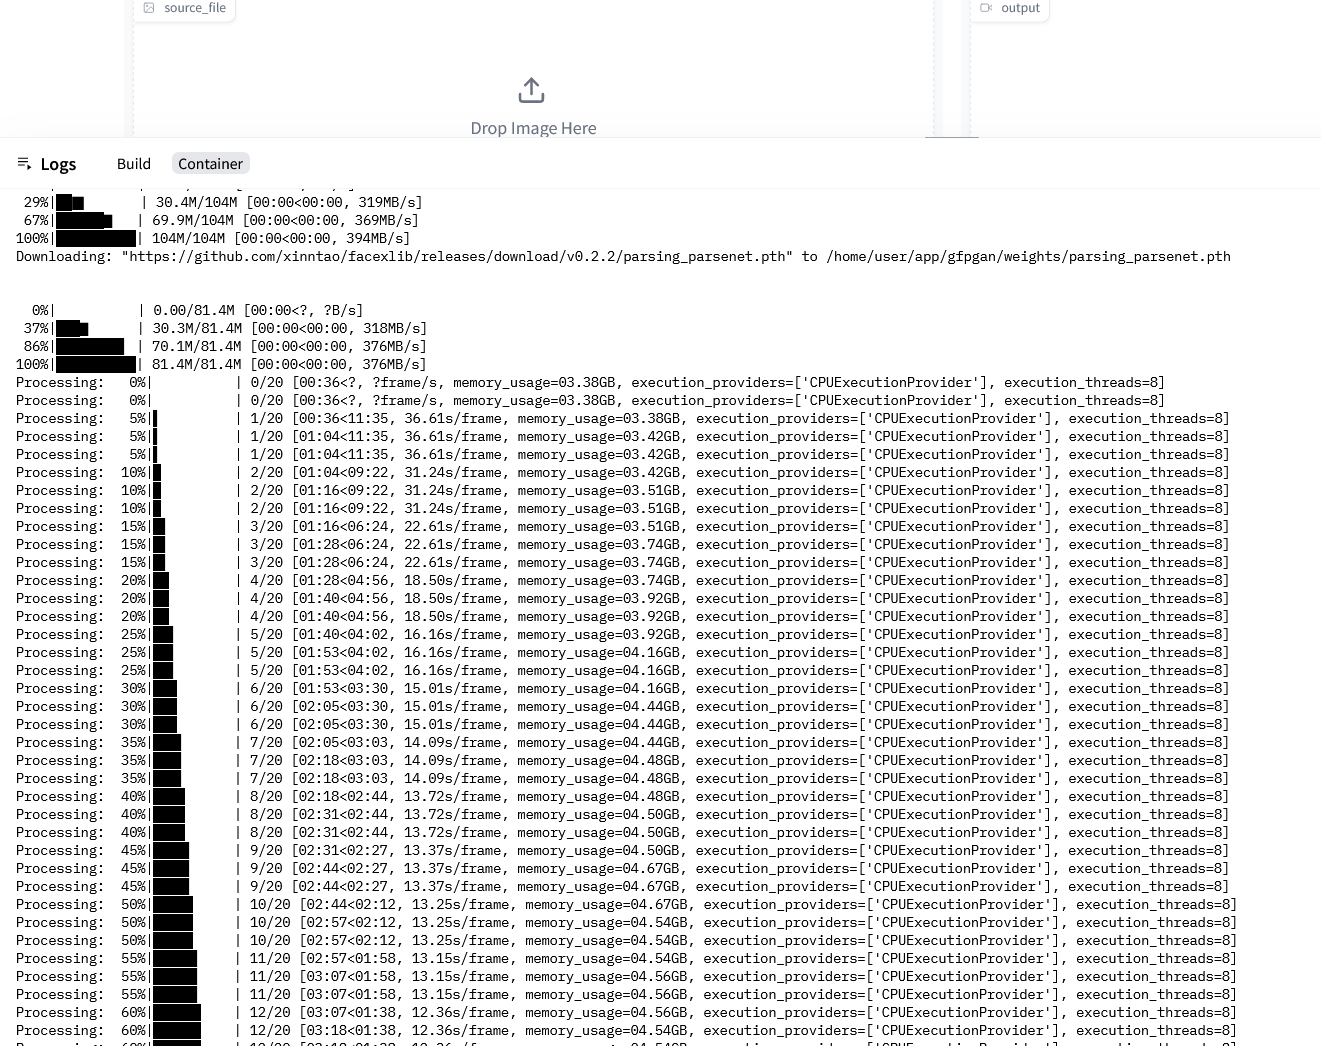 source_file
output
Drop Image Here
Logs
Build
Container
29%| | 30.4M/104M [00:00<00:00, 319MB/s]
67%| | 69.9M/104M [00:00<00:00, 369MB/s]
100%| | 104M/104M [00:00<00:00, 394MB/s]
Downloading: "https://github.com/xinntao/facexlib/releases/download/v0.2.2/parsing_parsenet.pth" to /home/user/app/gfpgan/weights/parsing_parsenet.pth
0%| | 0.00/81.4M [00:00<?, ?B/s]
37%| | 30.3M/81.4M [00:00<00:00, 318MB/s]
86%| | 70.1M/81.4M [00:00<00:00, 376MB/s]
100%| | 81.4M/81.4M [00:00<00:00, 376MB/s]
Processing: 0%| | 0/20 [00:36<?, ?frame/s, memory_usage=03.38GB, execution_providers=['CPUExecutionProvider'], execution_threads=8]
Processing: 0%| | 0/20 [00:36<?, ?frame/s, memory_usage=03.38GB, execution_providers=['CPUExecutionProvider'], execution_threads=8]
Processing: 5%| | 1/20 [00:36<11:35, 36.61s/frame, memory_usage=03.38GB, execution_providers=['CPUExecutionProvider'], execution_threads=8]
Processing: 5%| | 1/20 [01:04<11:35, 36.61s/frame, memory_usage=03.42GB, execution_providers=['CPUExecutionProvider'], execution_threads=8]
Processing: 5%| | 1/20 [01:04<11:35, 36.61s/frame, memory_usage=03.42GB, execution_providers=['CPUExecutionProvider'], execution_threads=8]
Processing: 10%| | 2/20 [01:04<09:22, 31.24s/frame, memory_usage=03.42GB, execution_providers=['CPUExecutionProvider'], execution_threads=8]
Processing: 10%| | 2/20 [01:16<09:22, 31.24s/frame, memory_usage=03.51GB, execution_providers=['CPUExecutionProvider'], execution_threads=8]
Processing: 10%| | 2/20 [01:16<09:22, 31.24s/frame, memory_usage=03.51GB, execution_providers=['CPUExecutionProvider'], execution_threads=8]
Processing: 15%| | 3/20 [01:16<06:24, 22.61s/frame, memory_usage=03.51GB, execution_providers=['CPUExecutionProvider'], execution_threads=8]
Processing: 15%| | 3/20 [01:28<06:24, 22.61s/frame, memory_usage=03.74GB, execution_providers=['CPUExecutionProvider'], execution_threads=8]
Processing: 15%| | 3/20 [01:28<06:24, 22.61s/frame, memory_usage=03.74GB, execution_providers=['CPUExecutionProvider'], execution_threads=8]
Processing: 20%| | 4/20 [01:28<04:56, 18.50s/frame, memory_usage=03.74GB, execution_providers=['CPUExecutionProvider'], execution_threads=8]
Processing: 20%| | 4/20 [01:40<04:56, 18.50s/frame, memory_usage=03.92GB, execution_providers=['CPUExecutionProvider'], execution_threads=8]
Processing: 20%| | 4/20 [01:40<04:56, 18.50s/frame, memory_usage=03.92GB, execution_providers=['CPUExecutionProvider'], execution_threads=8]
Processing: 25%| | 5/20 [01:40<04:02, 16.16s/frame, memory_usage=03.92GB, execution_providers=['CPUExecutionProvider'], execution_threads=8]
Processing: 25%| | 5/20 [01:53<04:02, 16.16s/frame, memory_usage=04.16GB, execution_providers=['CPUExecutionProvider'], execution_threads=8]
Processing: 25%| | 5/20 [01:53<04:02, 16.16s/frame, memory_usage=04.16GB, execution_providers=['CPUExecutionProvider'], execution_threads=8]
Processing: 30%| | 6/20 [01:53<03:30, 15.01s/frame, memory_usage=04.16GB, execution_providers=['CPUExecutionProvider'], execution_threads=8]
Processing: 30%| | 6/20 [02:05<03:30, 15.01s/frame, memory_usage=04.44GB, execution_providers=['CPUExecutionProvider'], execution_threads=8]
Processing: 30%| | 6/20 [02:05<03:30, 15.01s/frame, memory_usage=04.44GB, execution_providers=['CPUExecutionProvider'], execution_threads=8]
Processing: 35%| | 7/20 [02:05<03:03, 14.09s/frame, memory_usage=04.44GB, execution_providers=['CPUExecutionProvider'], execution_threads=8]
Processing: 35%| | 7/20 [02:18<03:03, 14.09s/frame, memory_usage=04.48GB, execution_providers=['CPUExecutionProvider'], execution_threads=8]
Processing: 35%| | 7/20 [02:18<03:03, 14.09s/frame, memory_usage=04.48GB, execution_providers=['CPUExecutionProvider'], execution_threads=8]
Processing: 40%| | 8/20 [02:18<02:44, 13.72s/frame, memory_usage=04.48GB, execution_providers=['CPUExecutionProvider'], execution_threads=8]
Processing: 40%| | 8/20 [02:31<02:44, 13.72s/frame, memory_usage=04.50GB, execution_providers=['CPUExecutionProvider'], execution_threads=8]
Processing: 40%| | 8/20 [02:31<02:44, 13.72s/frame, memory_usage=04.50GB, execution_providers=['CPUExecutionProvider'], execution_threads=8]
Processing: 45%| | 9/20 [02:31<02:27, 13.37s/frame, memory_usage=04.50GB, execution_providers=['CPUExecutionProvider'], execution_threads=8]
Processing: 45%| | 9/20 [02:44<02:27, 13.37s/frame, memory_usage=04.67GB, execution_providers=['CPUExecutionProvider'], execution_threads=8]
Processing: 45%| | 9/20 [02:44<02:27, 13.37s/frame, memory_usage=04.67GB, execution_providers=['CPUExecutionProvider'], execution_threads=8]
Processing: 50%| | 10/20 [02:44<02:12, 13.25s/frame, memory_usage=04.67GB, execution_providers=['CPUExecutionProvider'], execution_threads=8]
Processing: 50%| | 10/20 [02:57<02:12, 13.25s/frame, memory_usage=04.54GB, execution_providers=['CPUExecutionProvider'], execution_threads=8]
Processing: 50%| | 10/20 [02:57<02:12, 13.25s/frame, memory_usage=04.54GB, execution_providers=['CPUExecutionProvider'], execution_threads=8]
Processing: 55%| | 11/20 [02:57<01:58, 13.15s/frame, memory_usage=04.54GB, execution_providers=['CPUExecutionProvider'], execution_threads=8]
Processing: 55%| | 11/20 [03:07<01:58, 13.15s/frame, memory_usage=04.56GB, execution_providers=['CPUExecutionProvider'], execution_threads=8]
Processing: 55%| | 11/20 [03:07<01:58, 13.15s/frame, memory_usage=04.56GB, execution_providers=['CPUExecutionProvider'], execution_threads=8]
Processing: 60%| | 12/20 [03:07<01:38, 12.36s/frame, memory_usage=04.56GB, execution_providers=['CPUExecutionProvider'], execution_threads=8]
Processing: 60%| | 12/20 [03:18<01:38, 12.36s/frame, memory_usage=04.54GB, execution_providers=['CPUExecutionProvider'], execution_threads=8]